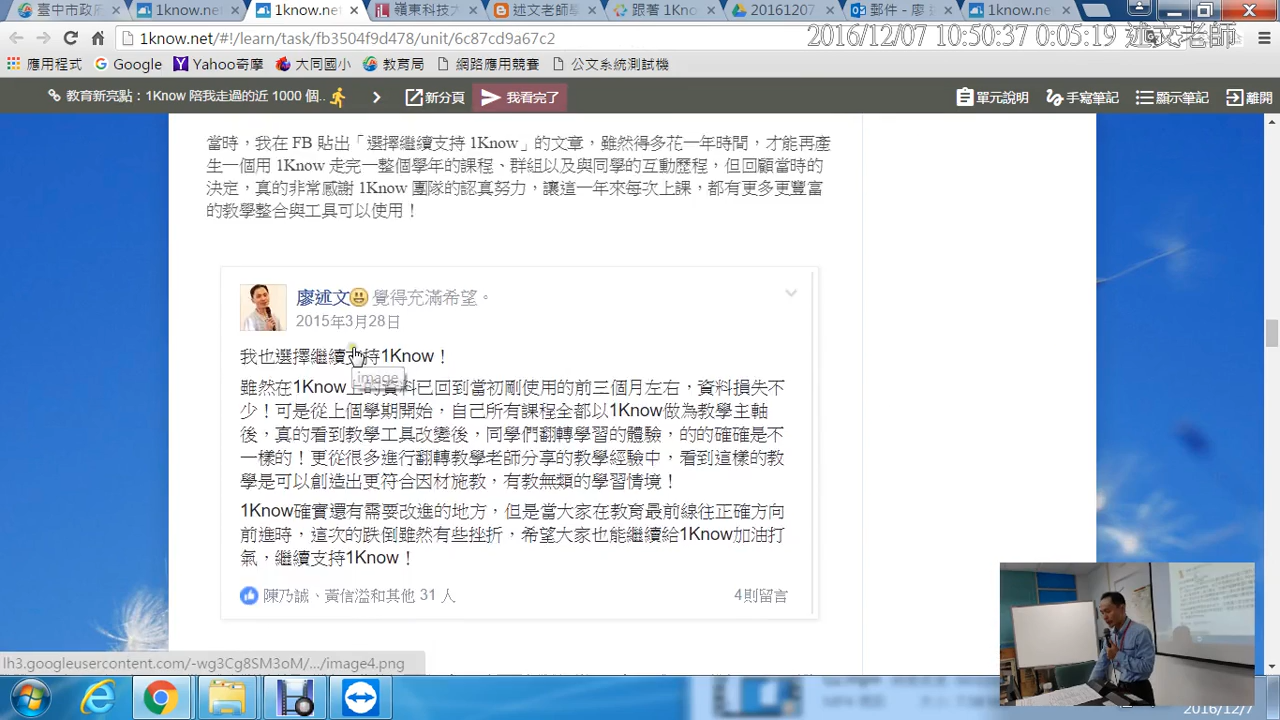 臺中市政府
1know.net
1know.net
嶺東科技大
述文老師
跟著 1Kno
20161207
郵件 - 廖
1know.net
1know.net/#!/learn/task/fb3504f9d478/unit/
2016/12/07 10:50:37 0:05:19 述文老師
應用程式
Google
Yahoo奇摩
大同國小
教育局
網路應用競賽
公文系統測試機
教育新亮點：1Know 陪我走過的近 1000 個..
新分頁
我看完了
單元說明
手寫筆記
顯示筆記
離開
當時，我在 FB 貼出「選擇繼續支持 1Know」的文章，雖然得多花一年時間，才能再產
生一個用 1Know 走完一整個學年的課程、群組以及與同學的互動歷程，但回顧當時的
決定，真的非常感謝 1Know 團隊的認真努力，讓這一年來每次上課，都有更多更豐富
的教學整合與工具可以使用！
廖述文 覺得充滿希望。
2015年3月28日
我也選擇繼續支持1Know！
image
雖然在1Know上的資料已回到當初剛使用的前三個月左右，資料損失不
少！可是從上個學期開始，自己所有課程全都以1Know做為教學主軸
後，真的看到教學工具改變後，同學們翻轉學習的體驗，的的確確是不
一樣的！更從很多進行翻轉教學老師分享的教學經驗中，看到這樣的教
學是可以創造出更符合因材施教，有教無類的學習情境！
1Know確實還有需要改進的地方，但是當大家在教育最前線往正確方向
前進時，這次的跌倒雖然有些挫折，希望大家也能繼續給1Know加油打
氣，繼續支持1Know！
陳乃誠、黃信溢和其他 31 人
4則留言
lh3.googleusercontent.com/-wg3Cg8SM3oM/.../image4.png
2016/12/7